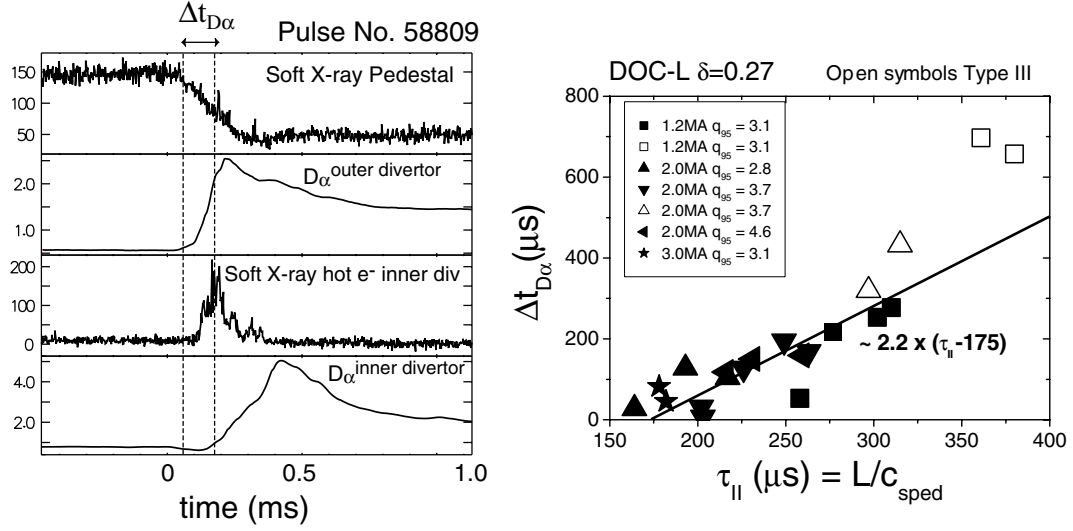 Δt_Dα
Pulse No. 58809
150
100
50
Soft X-ray Pedestal
2.0
1.0
Dα^outer divertor
200
100
0
Soft X-ray hot e⁻ inner div
4.0
2.0
Dα^inner divertor
0
0.5
1.0
time (ms)
DOC-L δ=0.27
Open symbols Type III
1.2MA q95 = 3.1
1.2MA q95 = 3.1
2.0MA q95 = 2.8
2.0MA q95 = 3.7
2.0MA q95 = 3.7
2.0MA q95 = 4.6
3.0MA q95 = 3.1
800
600
400
200
0
Δt_Dα (μs)
~ 2.2 x (τ_II-175)
150
200
250
300
350
400
τ_II (μs) = L/c_sped